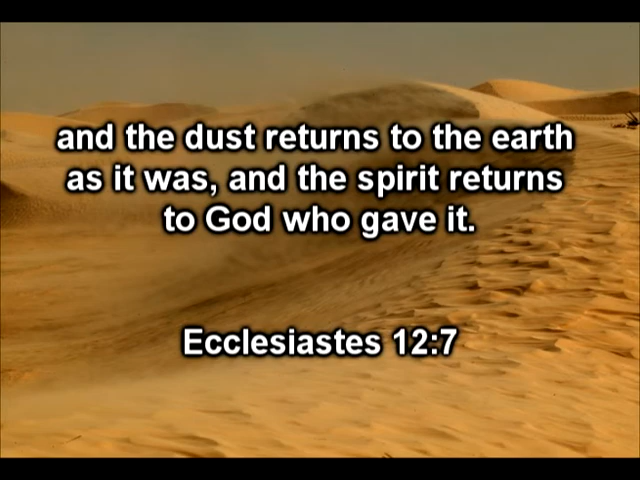 and the dust returns to the earth
as it was, and the spirit returns
to God who gave it.
Ecclesiastes 12:7